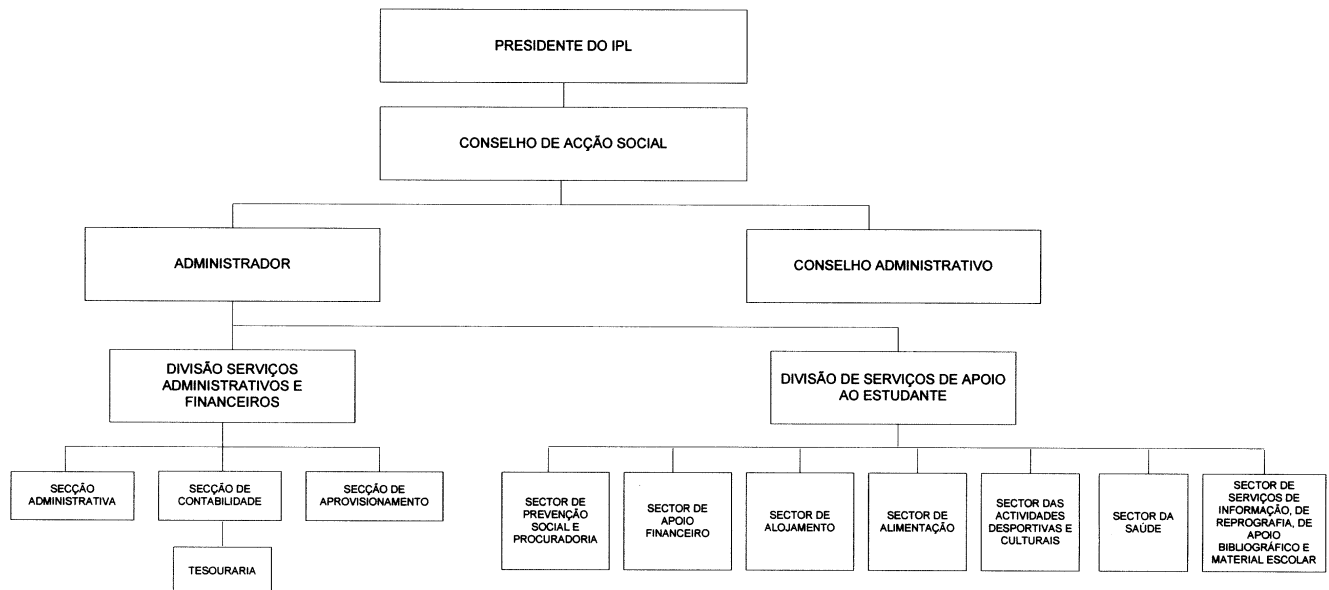 PRESIDENTE DO IPL
CONSELHO DE ACÇÃO SOCIAL
ADMINISTRADOR
CONSELHO ADMINISTRATIVO
DIVISÃO SERVIÇOS
ADMINISTRATIVOS E
FINANCEIROS
DIVISÃO DE SERVIÇOS DE APOIO
AO ESTUDANTE
SECÇÃO
ADMINISTRATIVA
SECÇÃO DE
CONTABILIDADE
SECÇÃO DE
APROVISIONAMENTO
TESOURARIA
SECTOR DE
PREVENÇÃO
SOCIAL E
PROCURADORIA
SECTOR DE
APOIO
FINANCEIRO
SECTOR DE
ALOJAMENTO
SECTOR DE
ALIMENTAÇÃO
SECTOR DAS
ACTIVIDADES
DESPORTIVAS E
CULTURAIS
SECTOR DA
SAÚDE
SECTOR DE
SERVIÇOS DE
INFORMAÇÃO, DE
REPROGRAFIA, DE
APOIO
BIBLIOGRÁFICO E
MATERIAL ESCOLAR